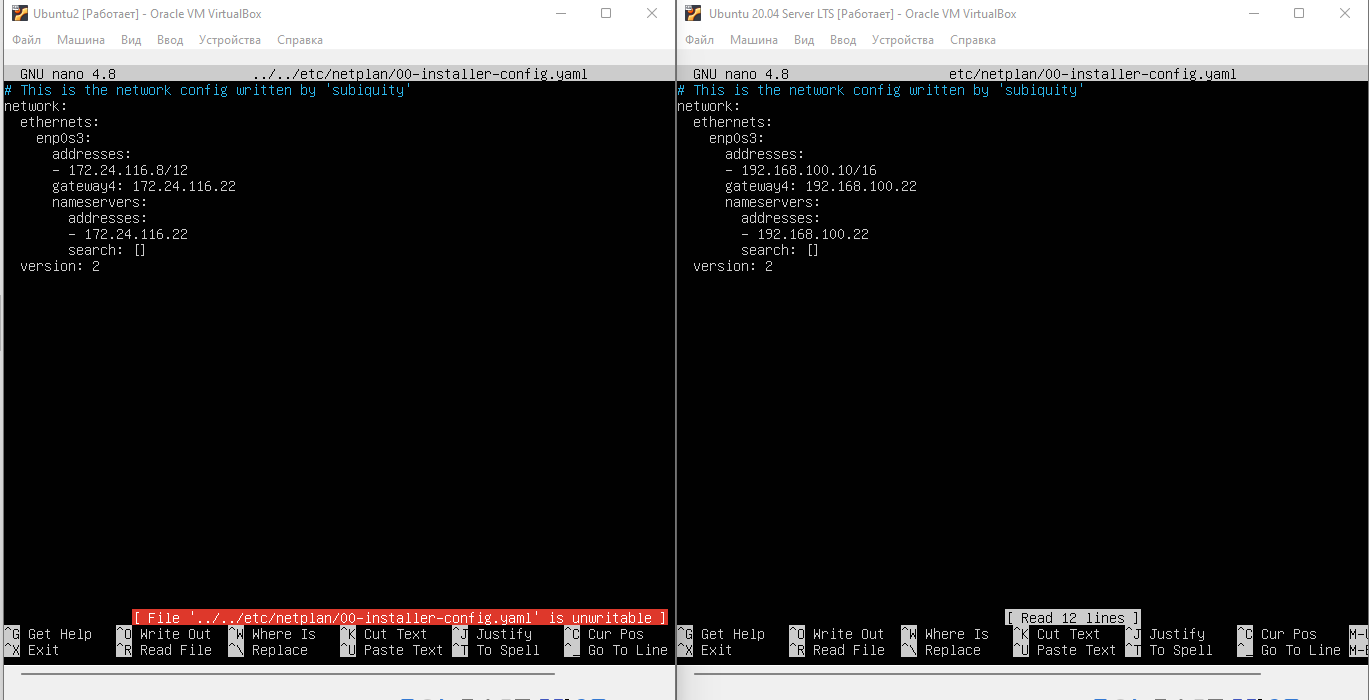 Ubuntu2 [Работает] - Oracle VM VirtualBox
Файл Машина Вид Ввод Устройства Справка
GNU nano 4.8 ../../etc/netplan/00-installer-config.yaml
# This is the network config written by 'subiquity'
network:
  ethernets:
    enp0s3:
      addresses:
      - 172.24.116.8/12
      gateway4: 172.24.116.22
      nameservers:
        addresses:
        - 172.24.116.22
        search: []
  version: 2
[ File '../../etc/netplan/00-installer-config.yaml' is unwritable ]
^G Get Help ^O Write Out ^W Where Is ^K Cut Text ^J Justify ^C Cur Pos
^X Exit ^R Read File ^\ Replace ^U Paste Text ^T To Spell ^_ Go To Line
Ubuntu 20.04 Server LTS [Работает] - Oracle VM VirtualBox
Файл Машина Вид Ввод Устройства Справка
GNU nano 4.8 etc/netplan/00-installer-config.yaml
# This is the network config written by 'subiquity'
network:
  ethernets:
    enp0s3:
      addresses:
      - 192.168.100.10/16
      gateway4: 192.168.100.22
      nameservers:
        addresses:
        - 192.168.100.22
        search: []
  version: 2
[ Read 12 lines ]
^G Get Help ^O Write Out ^W Where Is ^K Cut Text ^J Justify ^C Cur Pos
^X Exit ^R Read File ^\ Replace ^U Paste Text ^T To Spell ^_ Go To Line